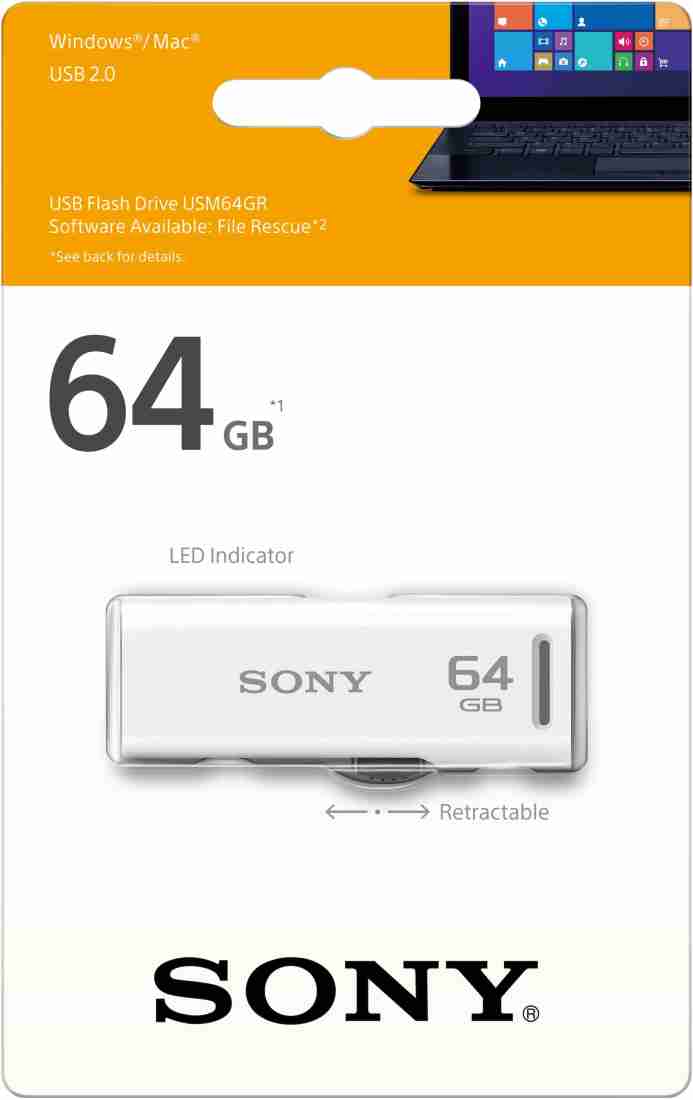 Windows®/Mac®
USB 2.0
USB Flash Drive USM64GR
Software Available: File Rescue*2
*See back for details.
64 GB *1
LED Indicator
SONY
64
GB
Retractable
SONY®